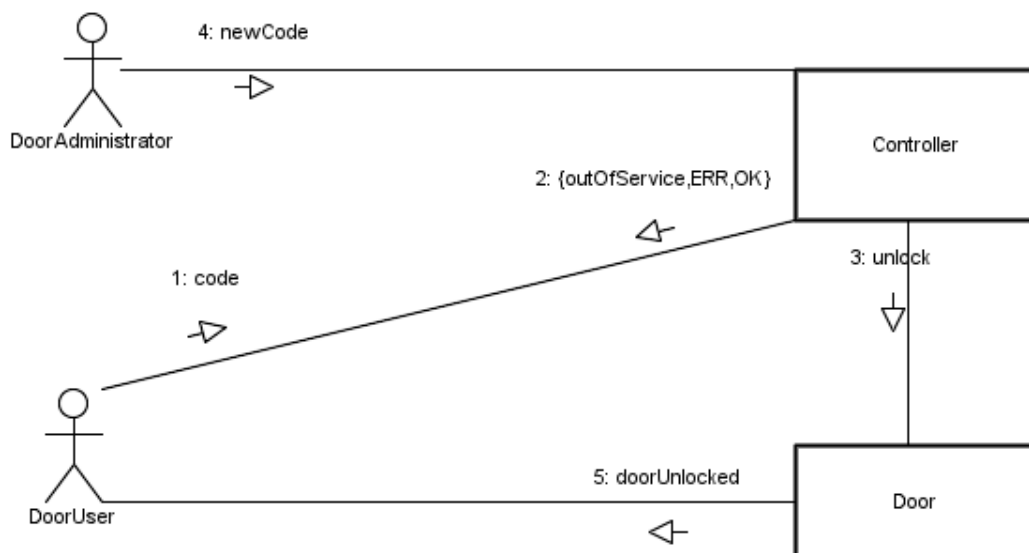 4: newCode
DoorAdministrator
Controller
2: {outOfService,ERR,OK}
3: unlock
1: code
5: doorUnlocked
Door
DoorUser